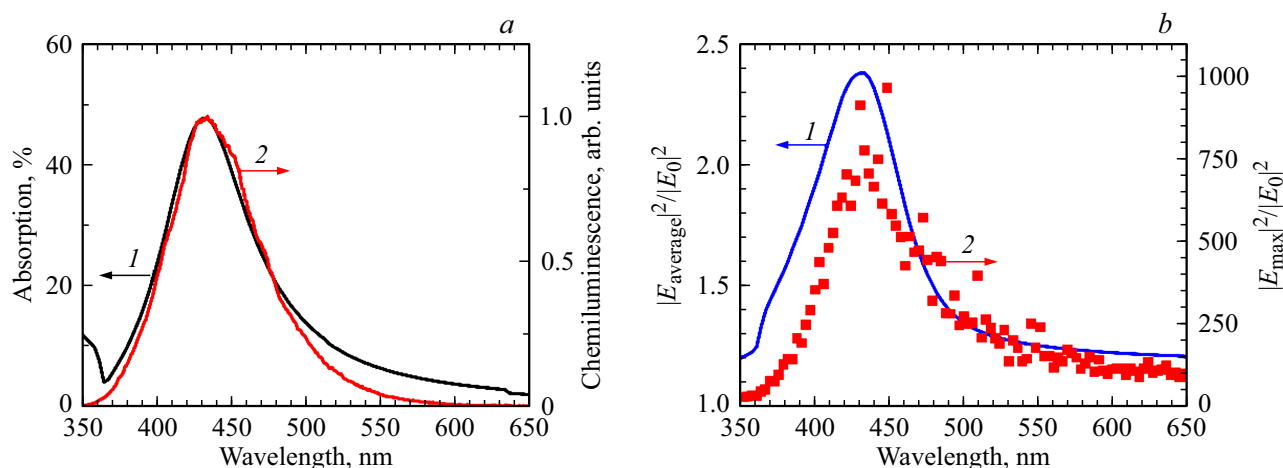 a
60
40
20
0
Absorption, %
1
2
1.0
0.5
0
Chemiluminescence, arb. units
350 400 450 500 550 600 650
Wavelength, nm
b
2.5
2.0
1.5
1.0
|E_average|^2/|E_0|^2
1
2
1000
750
500
250
0
|E_max|^2/|E_0|^2
350 400 450 500 550 600 650
Wavelength, nm